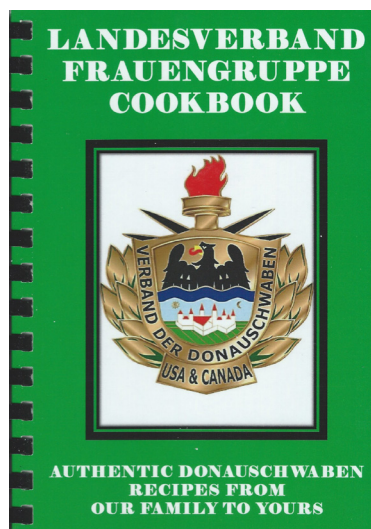 LANDESVERBAND
FRAUENGRUPPE
COOKBOOK
VERBAND DER DONAUSCHWABEN
USA & CANADA
AUTHENTIC DONAUSCHWABEN
RECIPES FROM
OUR FAMILY TO YOURS